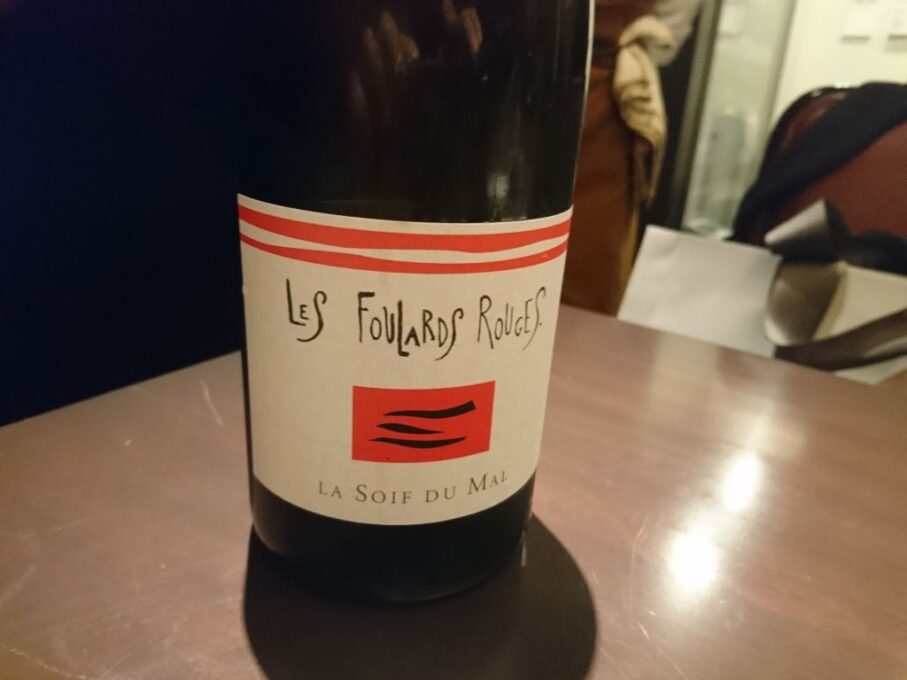 LES FOULARDS ROUGES.
LA SOIF DU MAL